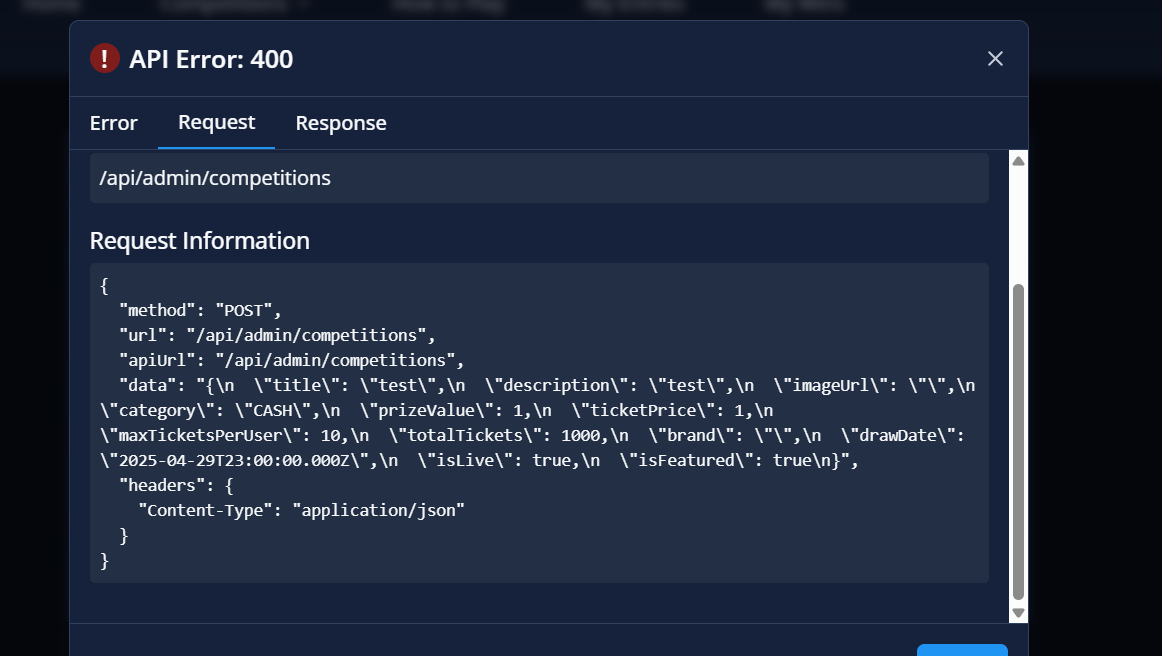 Home Competitions How to Play My Entries My Wins
! API Error: 400
Error Request Response
/api/admin/competitions
Request Information
{
  "method": "POST",
  "url": "/api/admin/competitions",
  "apiUrl": "/api/admin/competitions",
  "data": "{\n  \"title\": \"test\",\n  \"description\": \"test\",\n  \"imageUrl\": \"\",\n
\"category\": \"CASH\",\n  \"prizeValue\": 1,\n  \"ticketPrice\": 1,\n
\"maxTicketsPerUser\": 10,\n  \"totalTickets\": 1000,\n  \"brand\": \"\",\n  \"drawDate\":
\"2025-04-29T23:00:00.000Z\",\n  \"isLive\": true,\n  \"isFeatured\": true\n}",
  "headers": {
    "Content-Type": "application/json"
  }
}